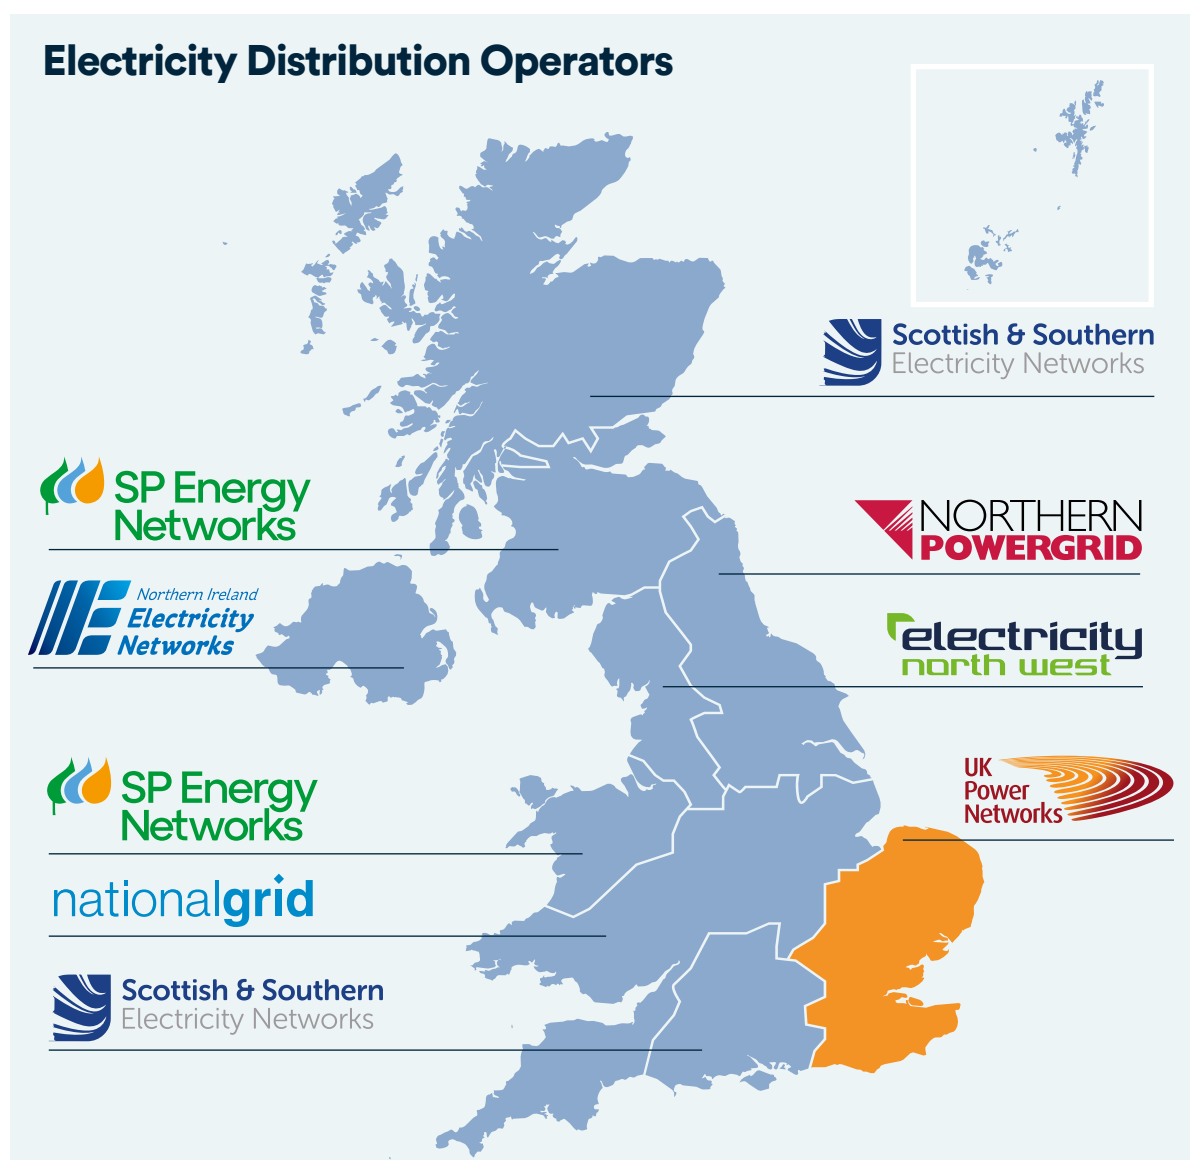 Electricity Distribution Operators
Scottish & Southern
Electricity Networks
SP Energy
Networks
NORTHERN
POWERGRID
Northern Ireland
Electricity
Networks
electricity
north west
UK
Power
Networks
SP Energy
Networks
nationalgrid
Scottish & Southern
Electricity Networks